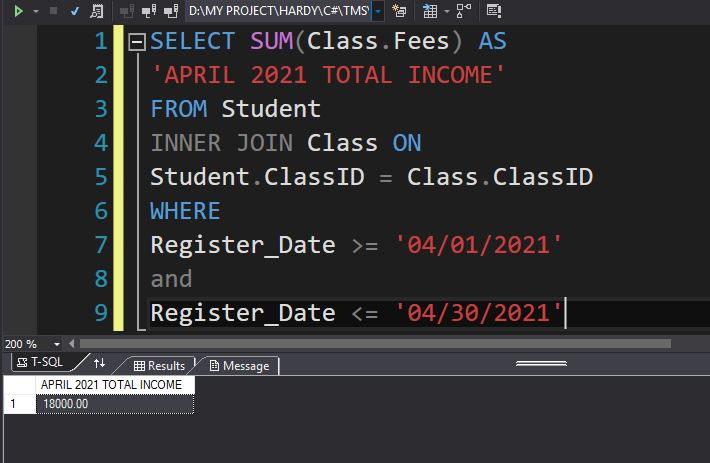 D:\MY PROJECT\HARDY\C#\TMS\
1 SELECT SUM(Class.Fees) AS
2 'APRIL 2021 TOTAL INCOME'
3 FROM Student
4 INNER JOIN Class ON
5 Student.ClassID = Class.ClassID
6 WHERE
7 Register_Date >= '04/01/2021'
8 and
9 Register_Date <= '04/30/2021'
200 %
T-SQL Results Message
APRIL 2021 TOTAL INCOME
1 18000.00